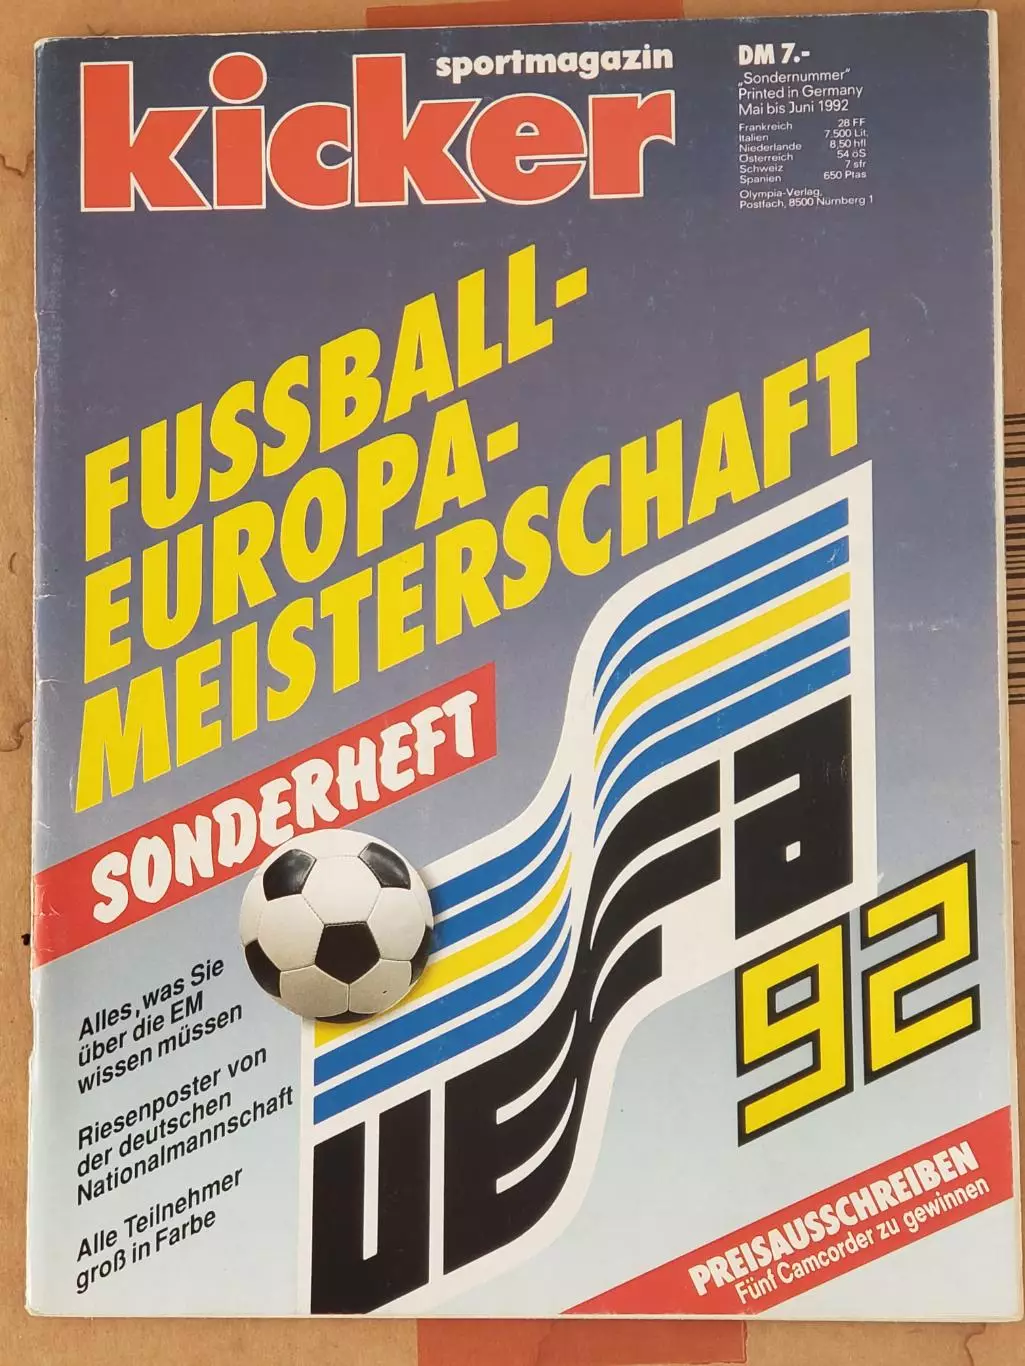 kicker
sportmagazin
DM 7.-
„Sondernummer"
Printed in Germany
Mai bis Juni 1992
Frankreich 28 FF
Italien 7.500 Lit.
Niederlande 8,50 hfl
Österreich 54 öS
Schweiz 7 sfr
Spanien 650 Ptas
Olympia-Verlag,
Postfach, 8500 Nürnberg 1
FUSSBALL-
EUROPA-
MEISTERSCHAFT
SONDERHEFT
Alles, was Sie
über die EM
wissen müssen
Riesenposter von
der deutschen
Nationalmannschaft
Alle Teilnehmer
groß in Farbe
UEFA
92
PREISAUSSCHREIBEN
Fünf Camcorder zu gewinnen